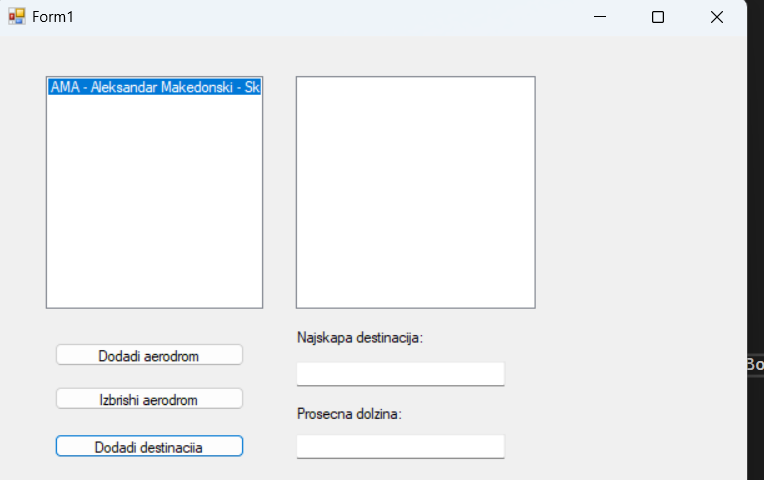 Form1
AMA - Aleksandar Makedonski - Sk
Najskapa destinacija:
Dodadi aerodrom
Izbrishi aerodrom
Prosecna dolzina:
Dodadi destinaciia
Bo